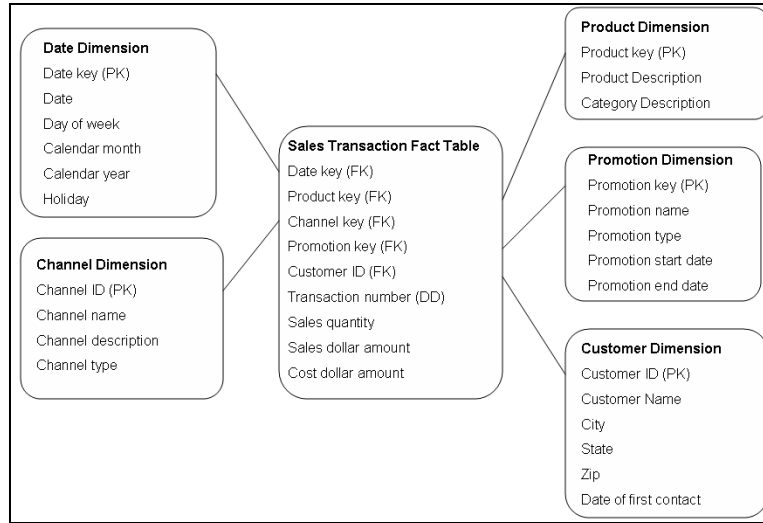 Date Dimension
Date key (PK)
Date
Day of week
Calendar month
Calendar year
Holiday
Channel Dimension
Channel ID (PK)
Channel name
Channel description
Channel type
Sales Transaction Fact Table
Date key (FK)
Product key (FK)
Channel key (FK)
Promotion key (FK)
Customer ID (FK)
Transaction number (DD)
Sales quantity
Sales dollar amount
Cost dollar amount
Product Dimension
Product key (PK)
Product Description
Category Description
Promotion Dimension
Promotion key (PK)
Promotion name
Promotion type
Promotion start date
Promotion end date
Customer Dimension
Customer ID (PK)
Customer Name
City
State
Zip
Date of first contact